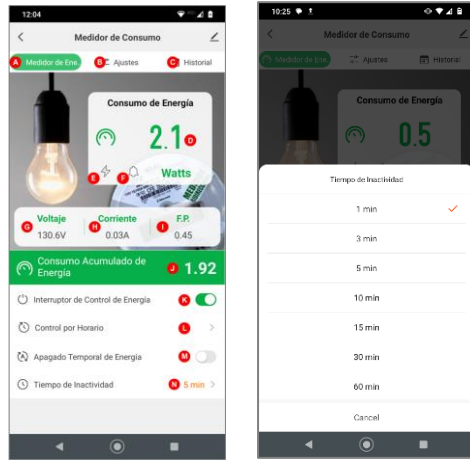 12:04
Medidor de Consumo
A Medidor de Ene.
B Ajustes
C Historial
Consumo de Energía
2.1 D
E F Watts
Voltaje Corriente F.P.
G 130.6V H 0.03A I 0.45
Consumo Acumulado de
Energía
J 1.92
Interruptor de Control de Energía K
Control por Horario L
Apagado Temporal de Energía M
Tiempo de Inactividad N 5 min
10:25
Medidor de Consumo
Medidor de Ene. Ajustes Historial
Consumo de Energía
0.5
Tiempo de Inactividad
1 min
3 min
5 min
10 min
15 min
30 min
60 min
Cancel